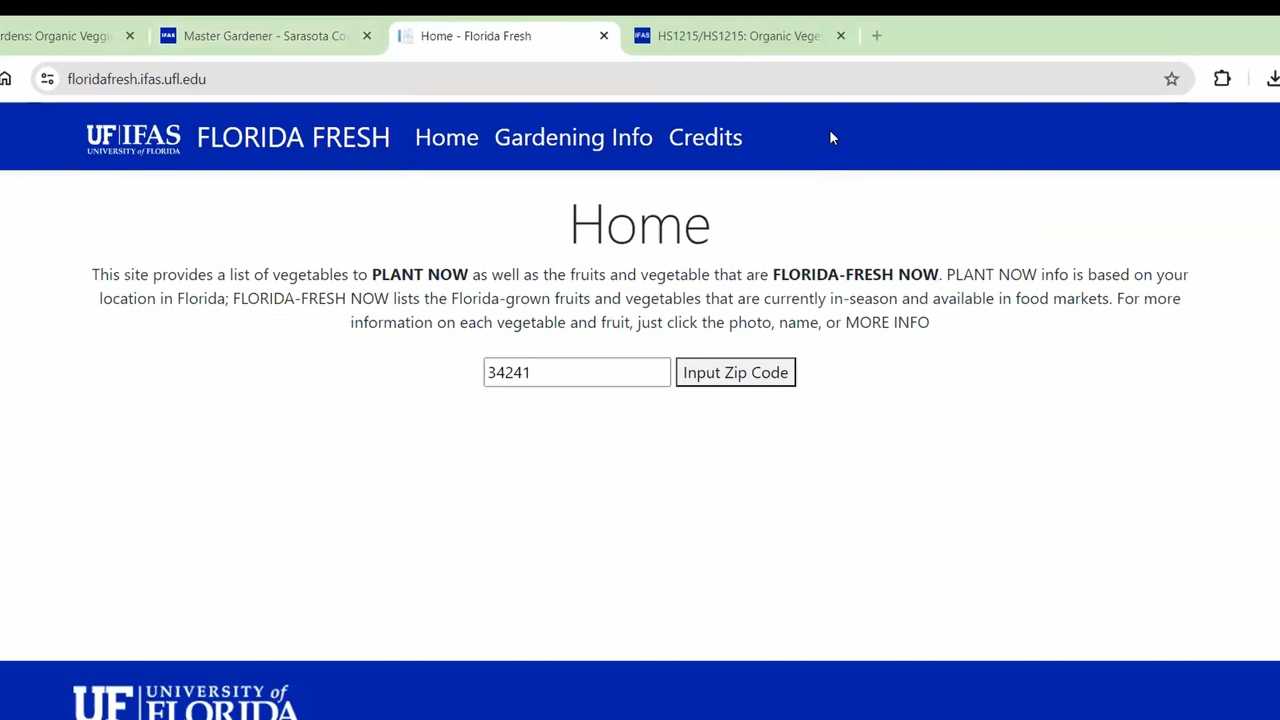 rdens: Organic Veggi
Master Gardener - Sarasota Co
Home - Florida Fresh
IFAS HS1215/HS1215: Organic Vege
floridafresh.ifas.ufl.edu
UF|IFAS
UNIVERSITY of FLORIDA
FLORIDA FRESH Home Gardening Info Credits
Home
This site provides a list of vegetables to PLANT NOW as well as the fruits and vegetable that are FLORIDA-FRESH NOW. PLANT NOW info is based on your
location in Florida; FLORIDA-FRESH NOW lists the Florida-grown fruits and vegetables that are currently in-season and available in food markets. For more
information on each vegetable and fruit, just click the photo, name, or MORE INFO
34241 Input Zip Code
UF UNIVERSITY of
FLORIDA